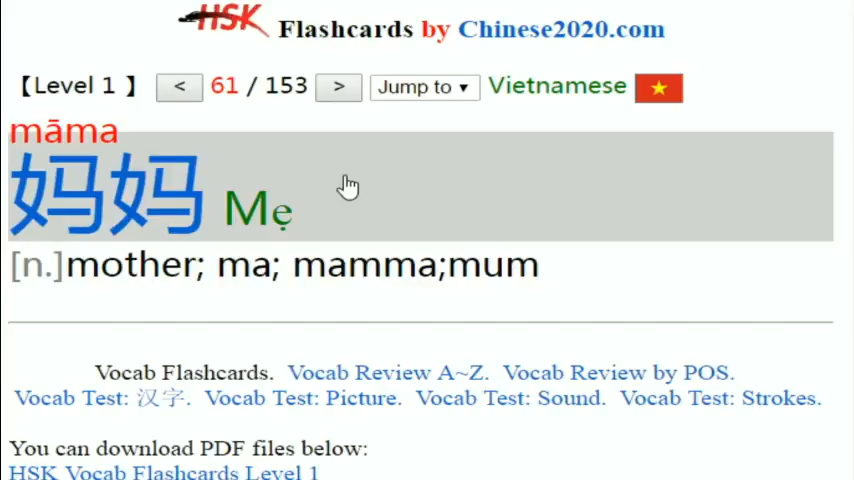 HSK Flashcards by Chinese2020.com
【Level 1 】 < 61 / 153 > Jump to ▼ Vietnamese
māma
妈妈 Mẹ
[n.]mother; ma; mamma;mum
Vocab Flashcards. Vocab Review A~Z. Vocab Review by POS.
Vocab Test: 汉字. Vocab Test: Picture. Vocab Test: Sound. Vocab Test: Strokes.
You can download PDF files below:
HSK Vocab Flashcards Level 1